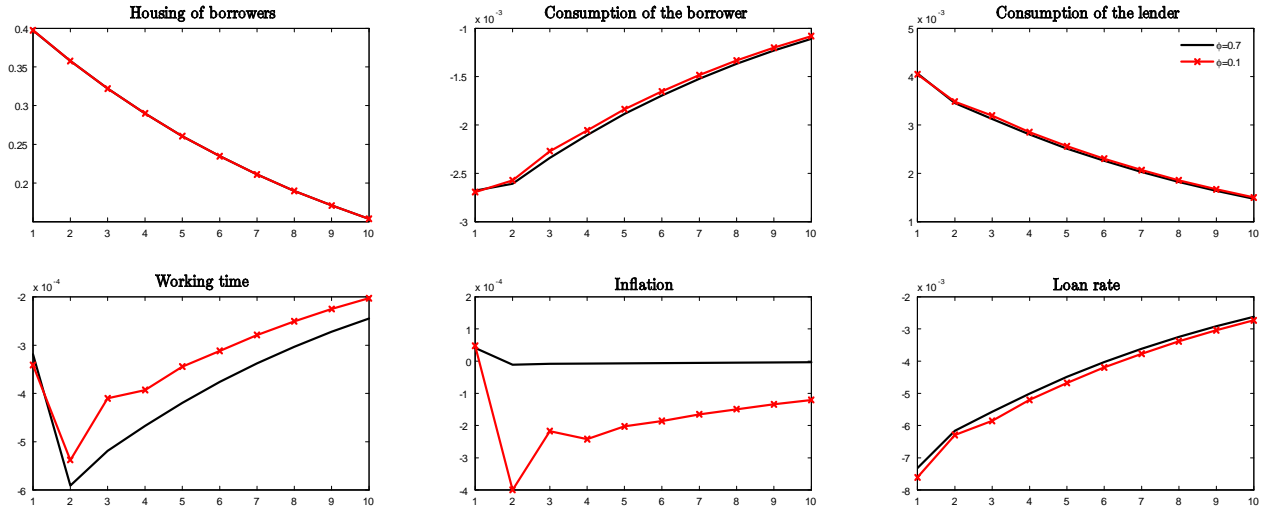 Housing of borrowers
0.4
0.35
0.3
0.25
0.2
1 2 3 4 5 6 7 8 9 10
Consumption of the borrower
x 10⁻³
-1
-1.5
-2
-2.5
-3
1 2 3 4 5 6 7 8 9 10
Consumption of the lender
x 10⁻³
5
4
3
2
1
ϕ=0.7
ϕ=0.1
1 2 3 4 5 6 7 8 9 10
Working time
x 10⁻⁴
-2
-3
-4
-5
-6
1 2 3 4 5 6 7 8 9 10
Inflation
x 10⁻⁴
2
1
0
-1
-2
-3
-4
1 2 3 4 5 6 7 8 9 10
Loan rate
x 10⁻³
-2
-3
-4
-5
-6
-7
-8
1 2 3 4 5 6 7 8 9 10